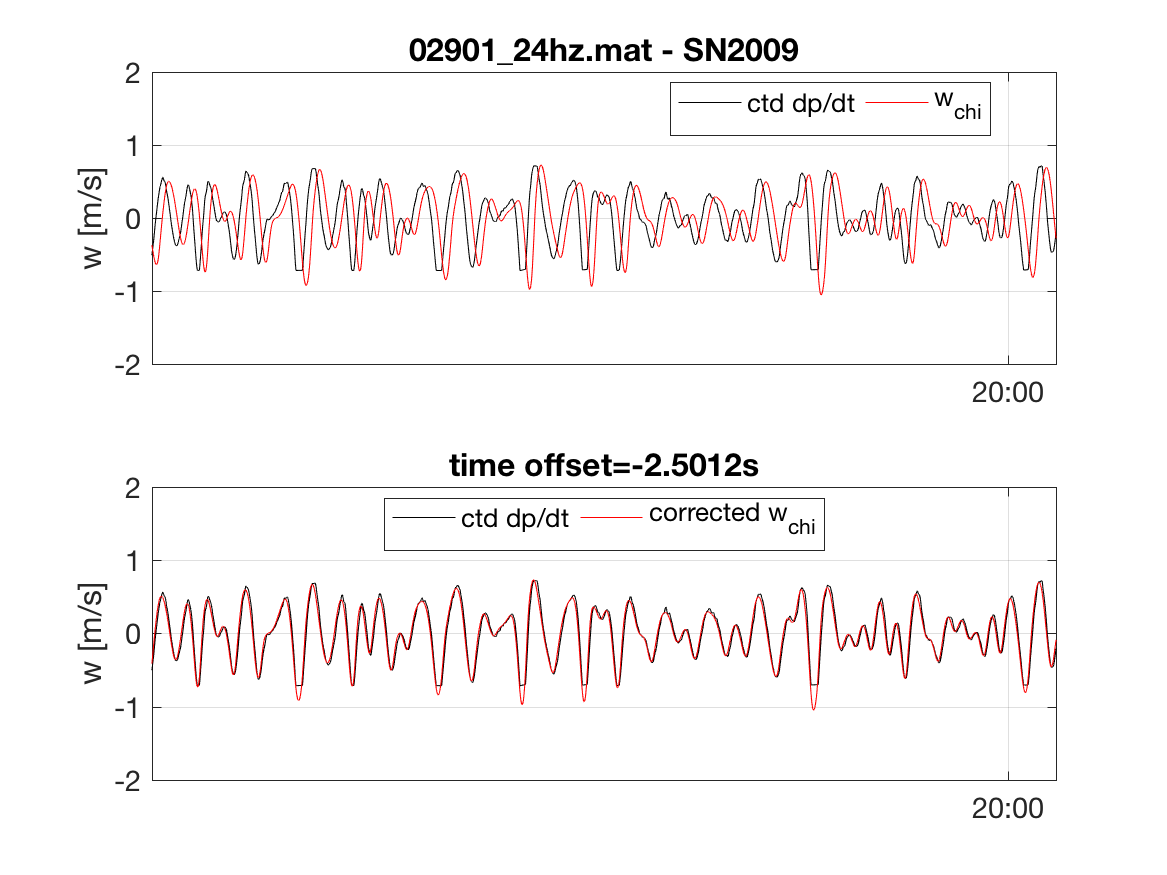 02901_24hz.mat - SN2009
ctd dp/dt w_chi
2
1
0
-1
-2
w [m/s]
20:00
time offset=-2.5012s
ctd dp/dt corrected w_chi
2
1
0
-1
-2
w [m/s]
20:00